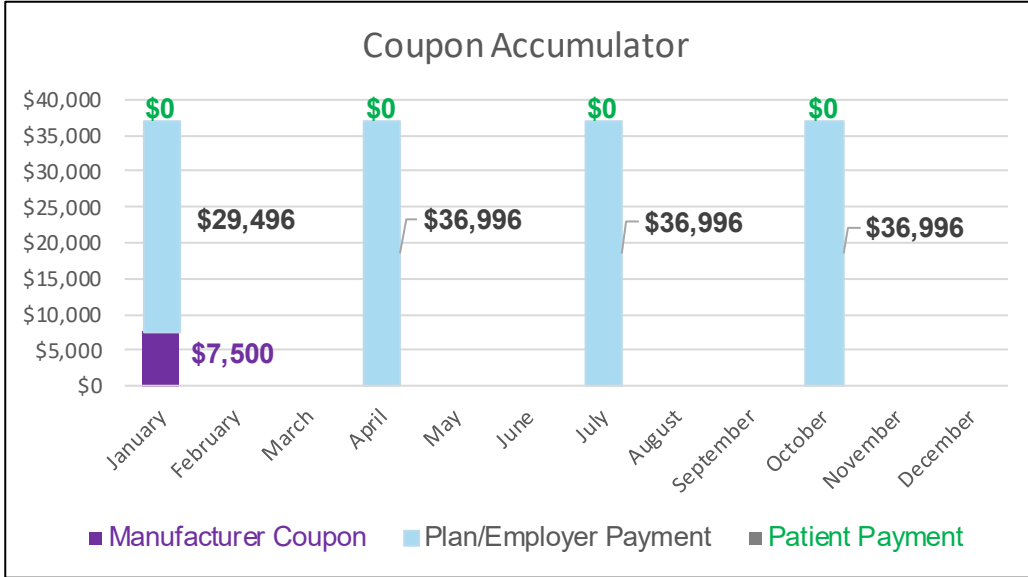 Coupon Accumulator
$40,000
$35,000
$30,000
$25,000
$20,000
$15,000
$10,000
$5,000
$0
$0
$0
$0
$0
$29,496
$36,996
$36,996
$36,996
$7,500
January
February
March
April
May
June
July
August
September
October
November
December
Manufacturer Coupon
Plan/Employer Payment
Patient Payment